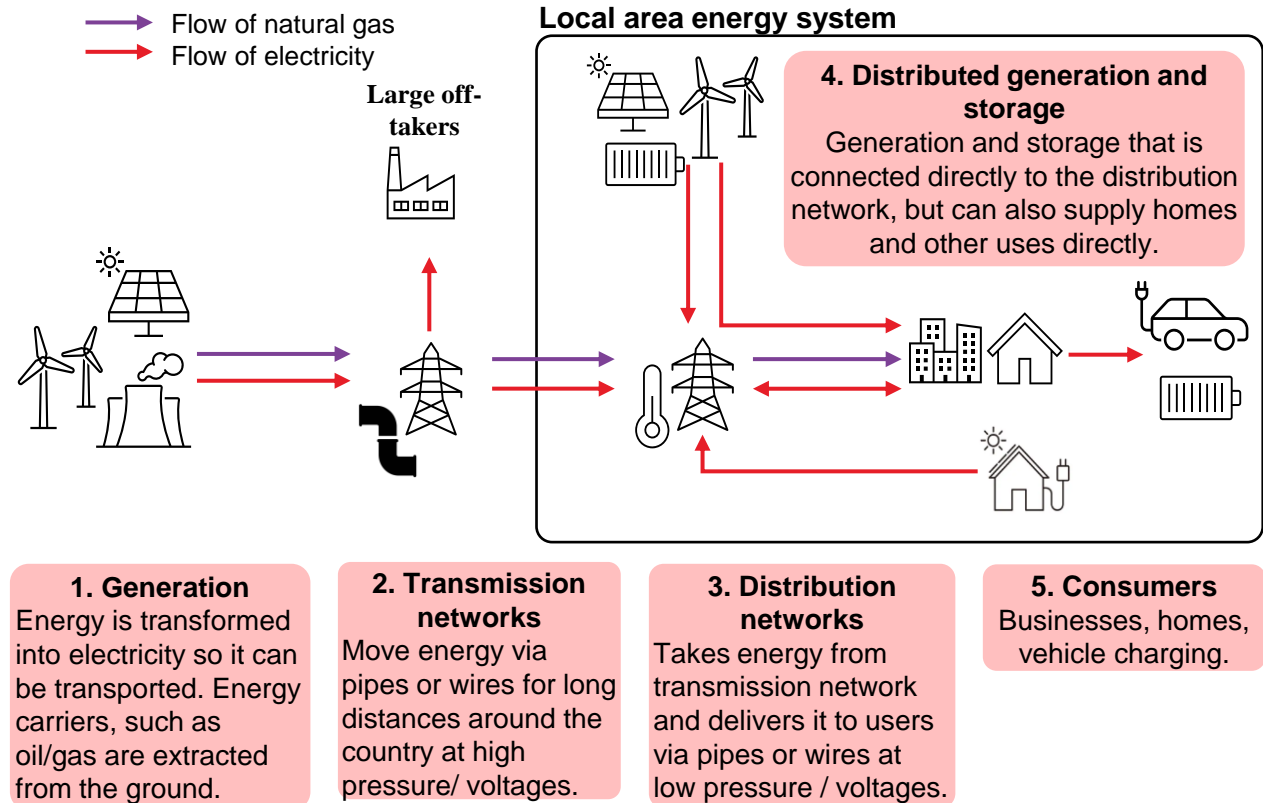 Flow of natural gas
Flow of electricity
Local area energy system
Large off-
takers
4. Distributed generation and
storage
Generation and storage that is
connected directly to the distribution
network, but can also supply homes
and other uses directly.
1. Generation
Energy is transformed
into electricity so it can
be transported. Energy
carriers, such as
oil/gas are extracted
from the ground.
2. Transmission
networks
Move energy via
pipes or wires for long
distances around the
country at high
pressure/ voltages.
3. Distribution
networks
Takes energy from
transmission network
and delivers it to users
via pipes or wires at
low pressure / voltages.
5. Consumers
Businesses, homes,
vehicle charging.